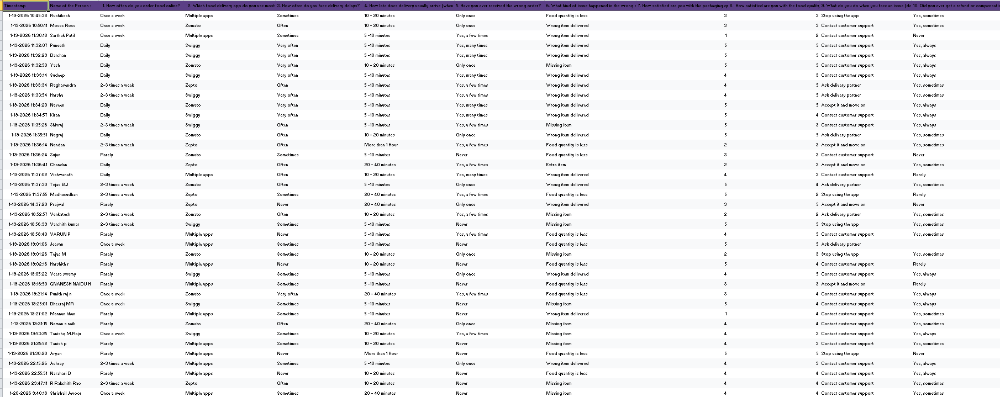 Timestamp Name of the Person : 1. How often do you order food online? 2. Which food delivery app do you use most 3. How often do you face delivery delays? 4. How late does delivery usually arrive (when 5. Have you ever received the wrong order? 6. What kind of issue happened in the wrong 7. How satisfied are you with the packaging 8. How satisfied are you with the food quality 9. What do you do when you face an issue (de 10. Did you ever get a refund or compensatio
1-19-2026 10:45:38 Rushikesh Once a week Multiple apps Sometimes 10 - 20 minutes Only once Food quantity is less 3 3 Stop using the app Yes, sometimes
1-19-2026 10:50:11 Moses Ross Once a week Zomato Often 10 - 20 minutes Only once Wrong item delivered 3 3 Contact customer support Yes, sometimes
1-19-2026 11:30:18 Sarthak Patil Once a week Multiple apps Sometimes 5 -10 minutes Yes, a few times Wrong item delivered 1 2 Contact customer support Never
1-19-2026 11:32:07 Puneeth Daily Swiggy Very often 5 -10 minutes Yes, many times Wrong item delivered 5 5 Contact customer support Yes, always
1-19-2026 11:32:29 Darshan Daily Swiggy Very often 5 -10 minutes Yes, many times Wrong item delivered 5 5 Contact customer support Yes, always
1-19-2026 11:32:50 Yash Daily Zomato Very often 10 - 20 minutes Only once Missing item 5 5 Contact customer support Yes, always
1-19-2026 11:33:14 Sudeep Daily Swiggy Very often 5 -10 minutes Yes, many times Wrong item delivered 4 3 Contact customer support Yes, always
1-19-2026 11:33:34 Raghavendra 2–3 times a week Zepto Often 5 -10 minutes Yes, a few times Wrong item delivered 4 5 Ask delivery partner Yes, sometimes
1-19-2026 11:33:54 Harsha 2–3 times a week Swiggy Very often 5 -10 minutes Yes, a few times Wrong item delivered 4 5 Ask delivery partner Yes, sometimes
1-19-2026 11:34:20 Naveen Daily Zomato Very often 5 -10 minutes Yes, many times Wrong item delivered 5 5 Accept it and move on Yes, always
1-19-2026 11:34:57 Kiran Daily Swiggy Very often 5 -10 minutes Yes, many times Wrong item delivered 5 4 Contact customer support Yes, always
1-19-2026 11:35:26 Shivraj 2–3 times a week Swiggy Often 5 -10 minutes Yes, a few times Missing item 5 3 Contact customer support Yes, always
1-19-2026 11:35:51 Nagraj Daily Zomato Often 10 - 20 minutes Only once Wrong item delivered 5 5 Ask delivery partner Yes, sometimes
1-19-2026 11:36:14 Nandan 2–3 times a week Zepto Often More than 1 Hour Yes, a few times Food quantity is less 2 3 Accept it and move on Yes, sometimes
1-19-2026 11:36:24 Sujan Rarely Zomato Sometimes 5 -10 minutes Never Food quantity is less 3 3 Contact customer support Never
1-19-2026 11:36:41 Chandan Daily Zepto Often 20 - 40 minutes Yes, a few times Extra item 2 3 Accept it and move on Yes, sometimes
1-19-2026 11:37:02 Vishwanath Daily Multiple apps Often 10 - 20 minutes Yes, many times Wrong item delivered 4 3 Contact customer support Rarely
1-19-2026 11:37:30 Tejas B.J 2–3 times a week Zomato Often 5 -10 minutes Only once Wrong item delivered 5 4 Ask delivery partner Yes, sometimes
1-19-2026 11:37:55 Madhusudhan 2–3 times a week Zepto Sometimes 20 - 40 minutes Yes, a few times Food quantity is less 5 2 Stop using the app Rarely
1-19-2026 14:37:29 Prajwal Rarely Zepto Never 20 - 40 minutes Only once Wrong item delivered 3 5 Accept it and move on Never
1-19-2026 18:52:57 Venkatesh 2–3 times a week Zomato Often 10 - 20 minutes Yes, a few times Missing item 2 2 Ask delivery partner Yes, sometimes
1-19-2026 18:56:39 Varshith kumar 2–3 times a week Swiggy Sometimes 5 -10 minutes Never Missing item 5 5 Stop using the app Yes, sometimes
1-19-2026 18:58:40 VARUN P Rarely Multiple apps Never 5 -10 minutes Yes, a few times Food quantity is less 4 5 Contact customer support Yes, sometimes
1-19-2026 19:01:06 Jeevan Once a week Multiple apps Sometimes 5 -10 minutes Never Food quantity is less 5 5 Ask delivery partner
1-19-2026 19:01:26 Tejas M Rarely Zomato Sometimes 10 - 20 minutes Only once Missing item 2 3 Stop using the app Yes, sometimes
1-19-2026 19:02:16 Harshith r Rarely Multiple apps Never 10 - 20 minutes Never Food quantity is less 5 4 Contact customer support Rarely
1-19-2026 19:05:22 Veera swamy Rarely Swiggy Sometimes 5 -10 minutes Only once Wrong item delivered 4 5 Contact customer support Yes, always
1-19-2026 19:16:50 GNANESH NAIDU H Rarely Multiple apps Sometimes 5 -10 minutes Never Food quantity is less 3 3 Accept it and move on Rarely
1-19-2026 19:21:14 Punith raj n Once a week Zomato Very often 20 - 40 minutes Yes, a few times Food quantity is less 3 4 Contact customer support Yes, always
1-19-2026 19:25:01 Dheeraj MR Once a week Swiggy Sometimes 5 -10 minutes Never Missing item 5 4 Contact customer support Yes, always
1-19-2026 19:27:02 Mannan khan Rarely Multiple apps Sometimes 5 -10 minutes Never Wrong item delivered 1 4 Contact customer support Yes, sometimes
1-19-2026 19:31:15 Naman s naik Rarely Zomato Often 20 - 40 minutes Only once Missing item 4 4 Contact customer support Yes, sometimes
1-19-2026 19:53:25 Tanishq.M.Raju Once a week Swiggy Sometimes 10 - 20 minutes Yes, a few times Missing item 4 3 Contact customer support Yes, always
1-19-2026 21:25:52 Tanish p Rarely Multiple apps Sometimes 10 - 20 minutes Never Missing item 4 3 Contact customer support Yes, sometimes
1-19-2026 21:30:20 Aryan Rarely Multiple apps Never More than 1 Hour Never Food quantity is less 5 5 Stop using the app Never
1-19-2026 22:15:26 Ashray 2–3 times a week Multiple apps Sometimes 5 -10 minutes Only once Wrong item delivered 4 3 Contact customer support Yes, always
1-19-2026 22:55:51 Narahari D Rarely Multiple apps Never 10 - 20 minutes Never Food quantity is less 4 4 Contact customer support Yes, always
1-19-2026 23:47:11 R Rakshith Rao 2–3 times a week Zepto Often 10 - 20 minutes Never Missing item 4 4 Contact customer support Yes, sometimes
1-20-2026 9:40:18 Shrishail Jevoor Once a week Multiple apps Sometimes 20 - 40 minutes Never Missing item 4 4 Contact customer support Yes, always